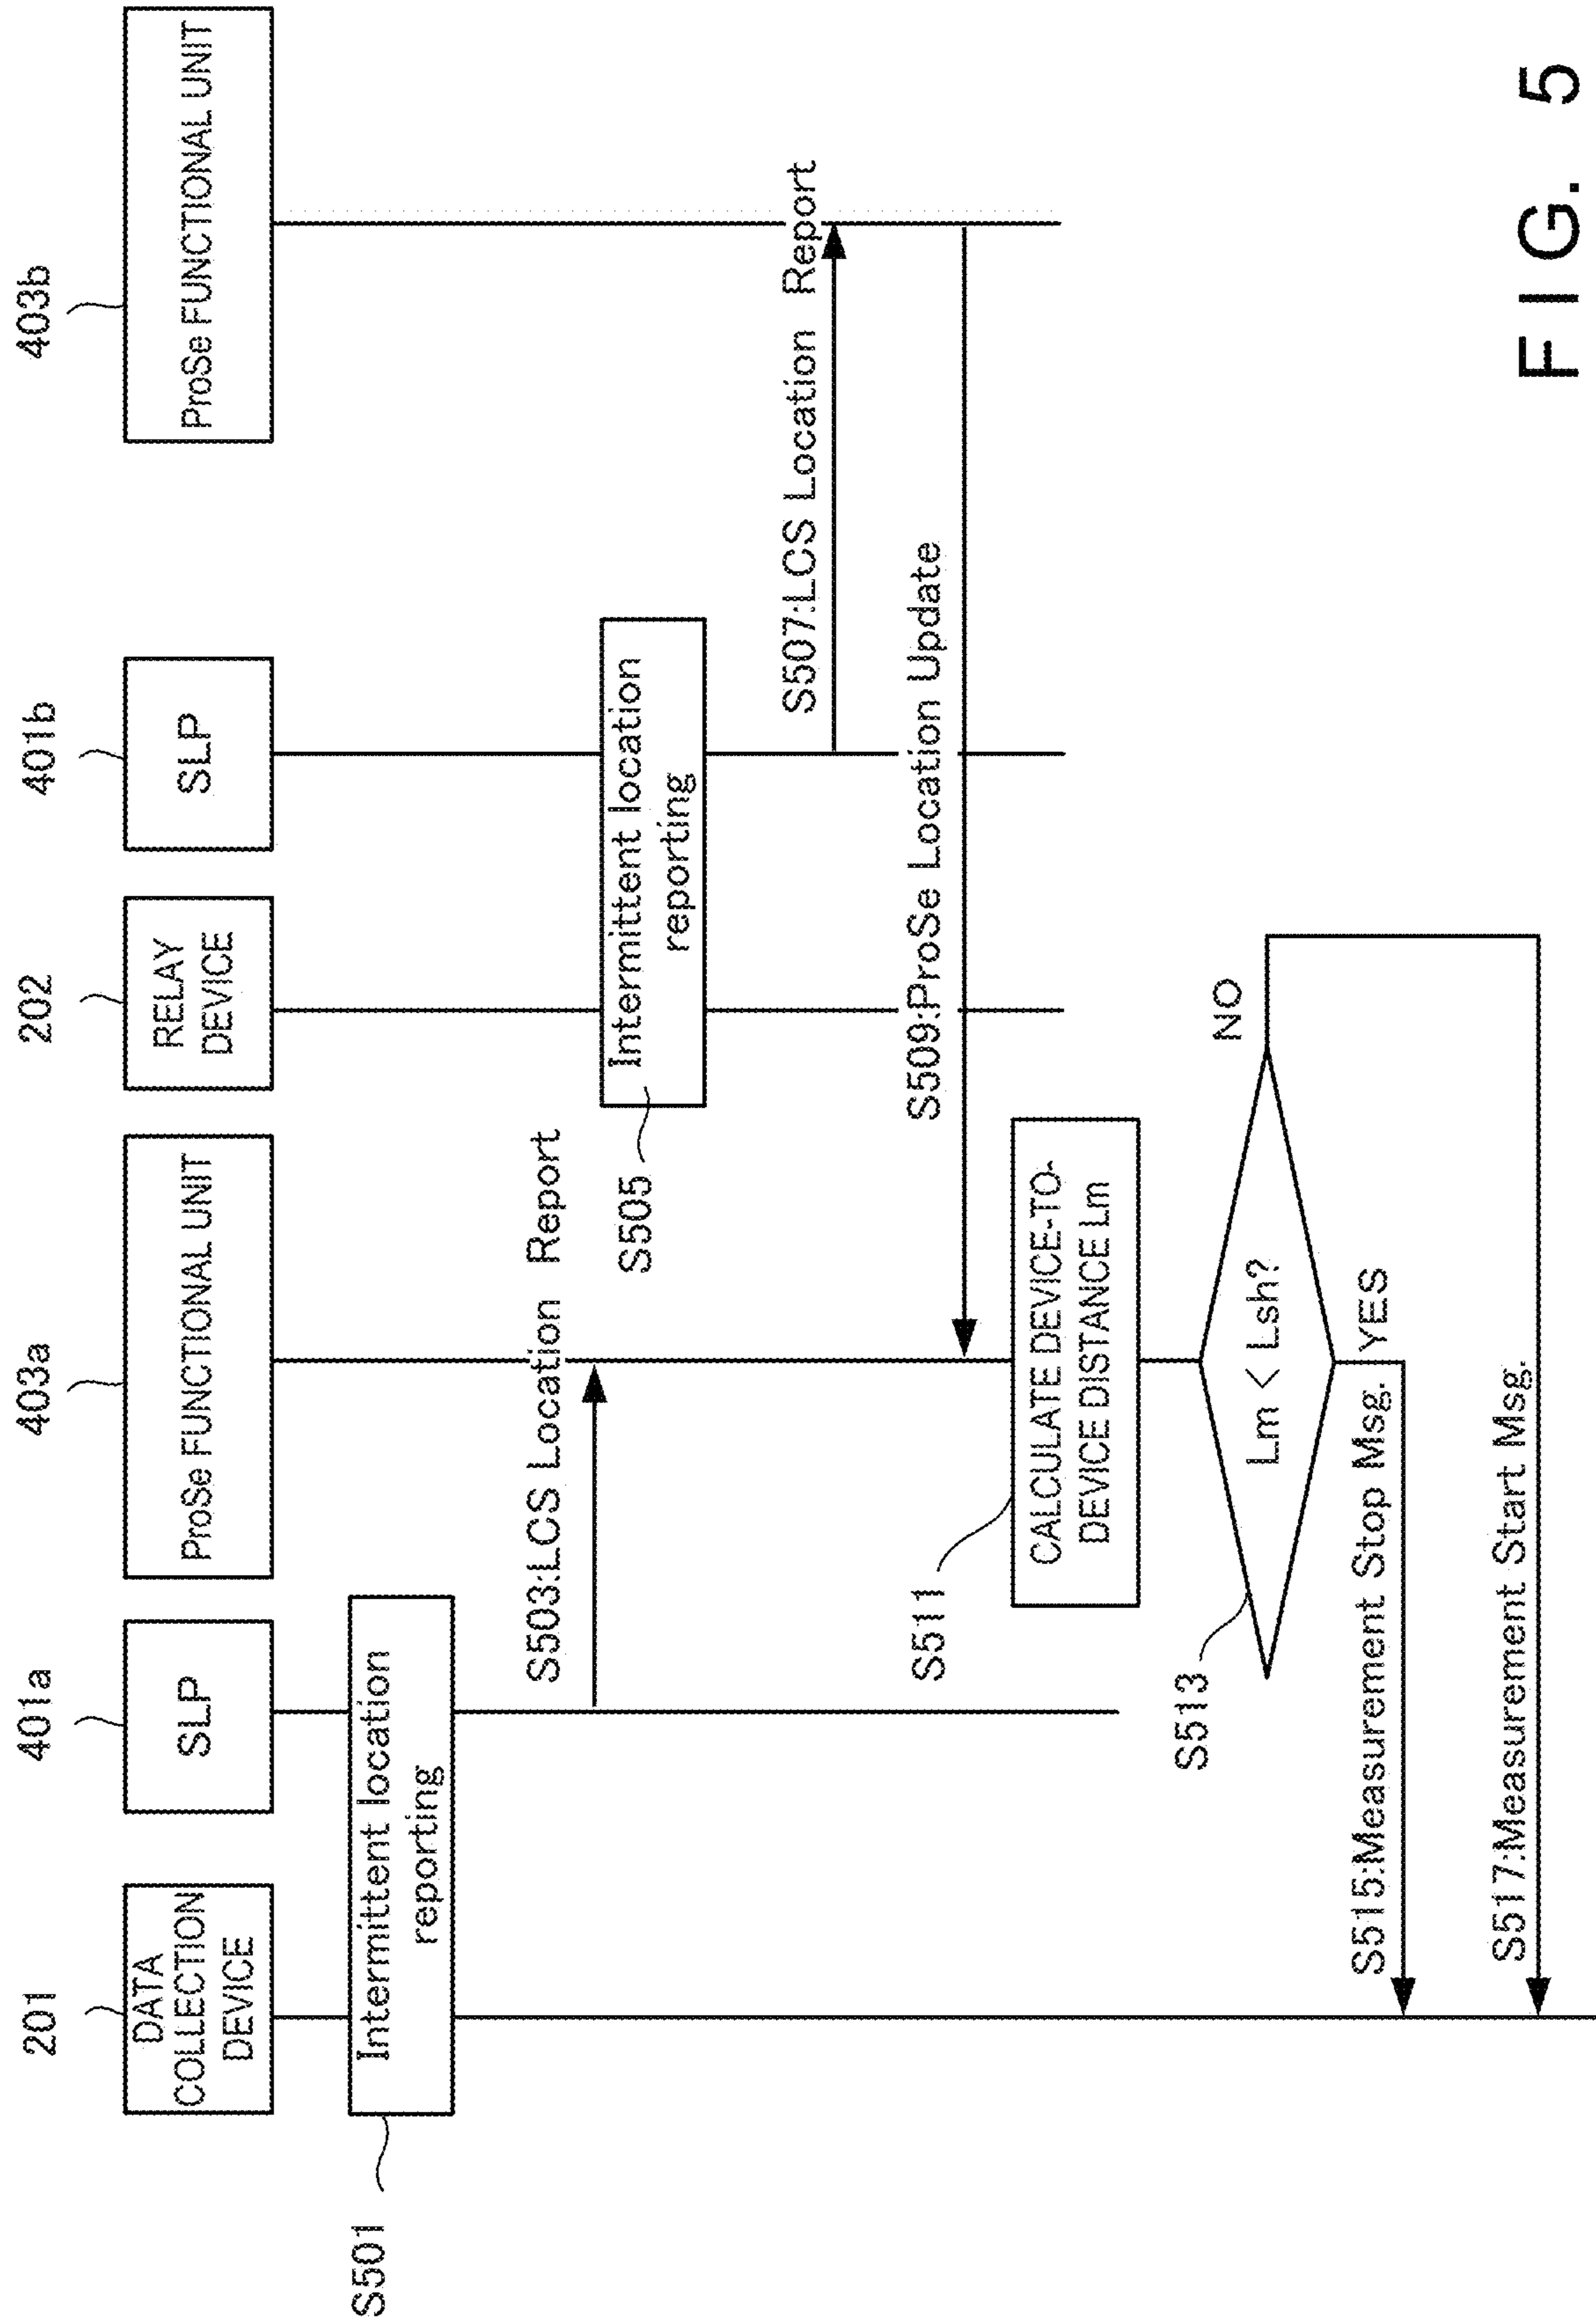 201
401a
403a
202
401b
403b
DATA
COLLECTION
DEVICE
SLP
ProSe FUNCTIONAL UNIT
RELAY
DEVICE
SLP
ProSe FUNCTIONAL UNIT
S501
Intermittent location
reporting
S503:LCS Location Report
S505
Intermittent location
reporting
S507:LCS Location Report
S509:ProSe Location Update
S511
CALCULATE DEVICE-TO-
DEVICE DISTANCE Lm
S513
Lm < Lsh?
NO
YES
S515:Measurement Stop Msg.
S517:Measurement Start Msg.
FIG. 5